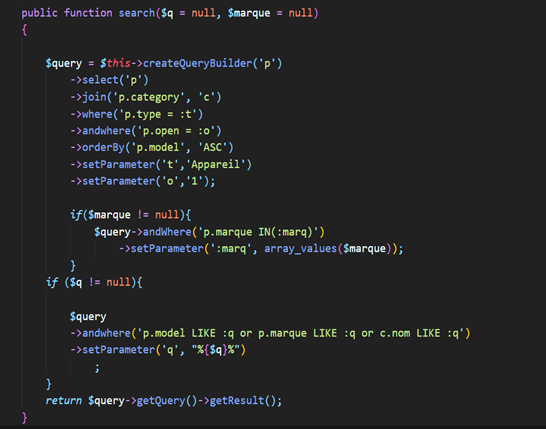 public function search($q = null, $marque = null)
{
$query = $this->createQueryBuilder('p')
->select('p')
->join('p.category', 'c')
->where('p.type = :t')
->andwhere('p.open = :o')
->orderBy('p.model', 'ASC')
->setParameter('t','Appareil')
->setParameter('o','1');
if($marque != null){
$query->andWhere('p.marque IN(:marq)')
->setParameter(':marq', array_values($marque));
}
if ($q != null){
$query
->andwhere('p.model LIKE :q or p.marque LIKE :q or c.nom LIKE :q')
->setParameter('q', "%{$q}%")
;
}
return $query->getQuery()->getResult();
}